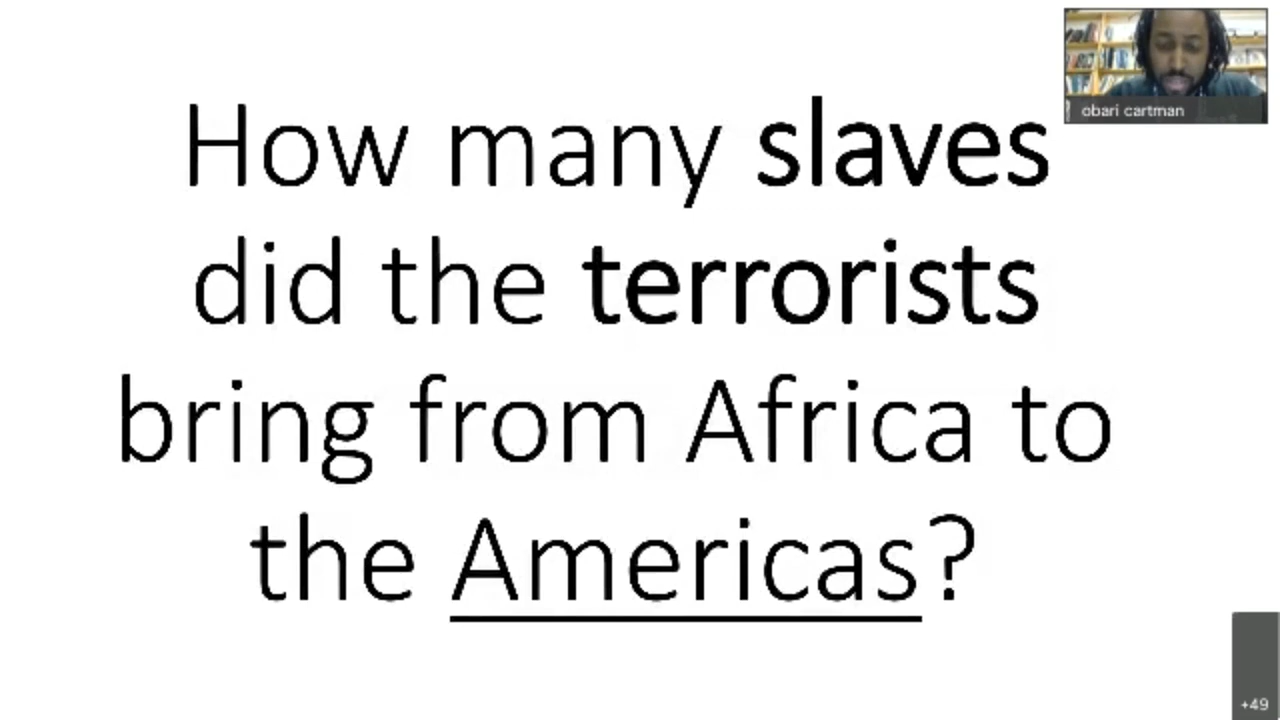 How many slaves
did the terrorists
bring from Africa to
the Americas?
obari cartman
+49